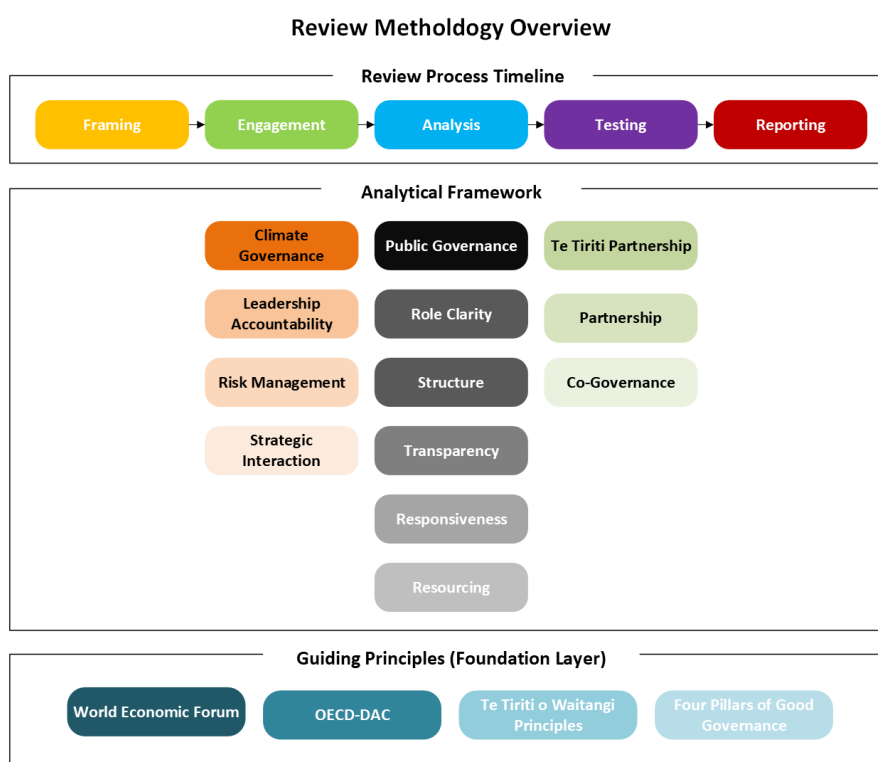 Review Metholdogy Overview
Review Process Timeline
Framing
Engagement
Analysis
Testing
Reporting
Analytical Framework
Climate
Governance
Public Governance
Te Tiriti Partnership
Leadership
Accountability
Role Clarity
Partnership
Risk Management
Structure
Co-Governance
Strategic
Interaction
Transparency
Responsiveness
Resourcing
Guiding Principles (Foundation Layer)
World Economic Forum
OECD-DAC
Te Tiriti o Waitangi
Principles
Four Pillars of Good
Governance